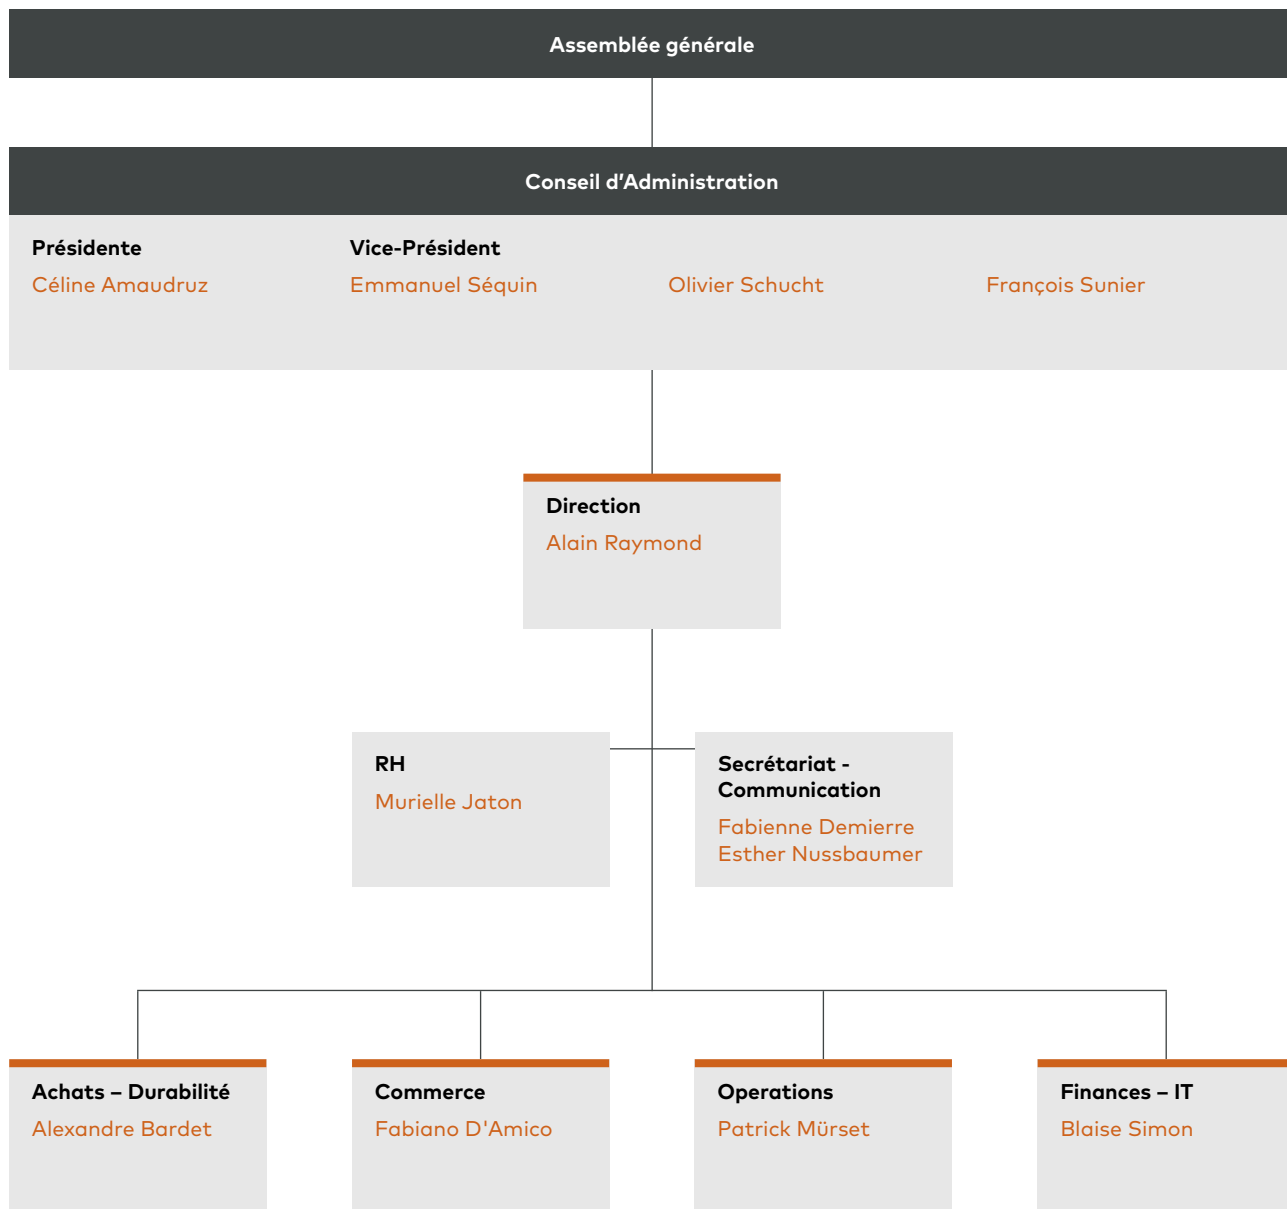 Assemblée générale
Conseil d'Administration
Présidente
Céline Amaudruz
Vice-Président
Emmanuel Séquin
Olivier Schucht
François Sunier
Direction
Alain Raymond
RH
Murielle Jaton
Secrétariat -
Communication
Fabienne Demierre
Esther Nussbaumer
Achats – Durabilité
Alexandre Bardet
Commerce
Fabiano D'Amico
Operations
Patrick Mürset
Finances – IT
Blaise Simon